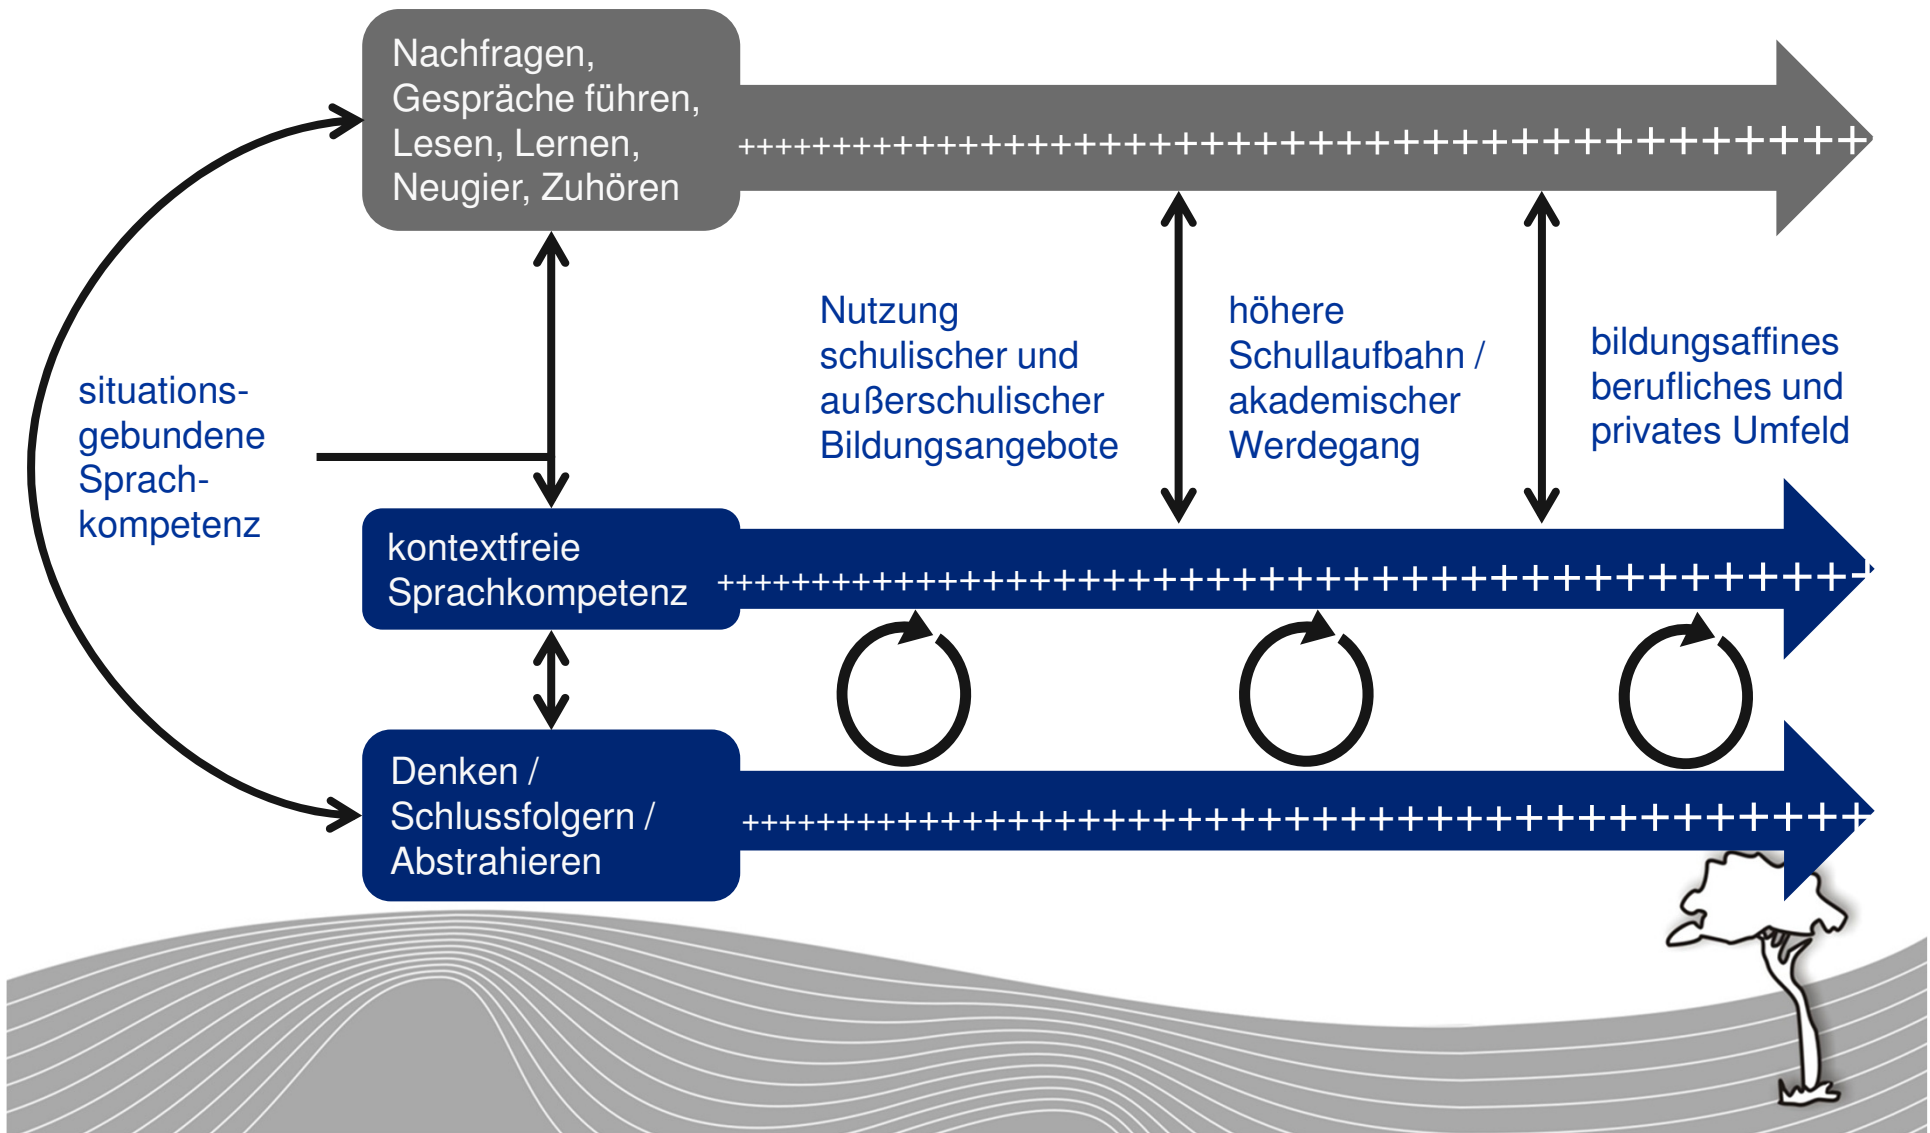 Nachfragen,
Gespräche führen,
Lesen, Lernen,
Neugier, Zuhören
++++++++++++++++++++++++++++++++++++++++++++
situations-
gebundene
Sprach-
kompetenz
Nutzung
schulischer und
außerschulischer
Bildungsangebote
höhere
Schullaufbahn /
akademischer
Werdegang
bildungsaffines
berufliches und
privates Umfeld
kontextfreie
Sprachkompetenz
++++++++++++++++++++++++++++++++++++++++++++
Denken /
Schlussfolgern /
Abstrahieren
++++++++++++++++++++++++++++++++++++++++++++